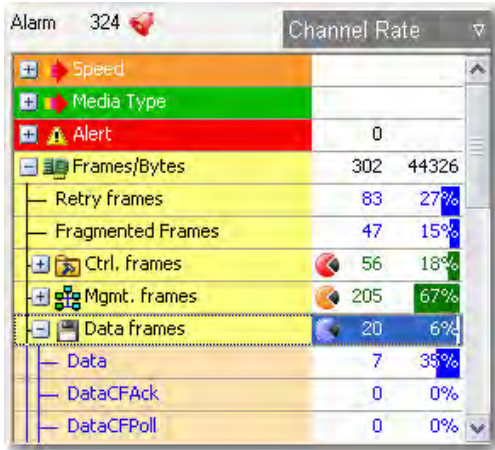 Alarm 324 Channel Rate
Speed
Media Type
Alert 0
Frames/Bytes 302 44326
Retry frames 83 27%
Fragmented Frames 47 15%
Ctrl. frames 56 18%
Mgmt. frames 205 67%
Data frames 20 6%
Data 7 35%
DataCFAck 0 0%
DataCFPoll 0 0%